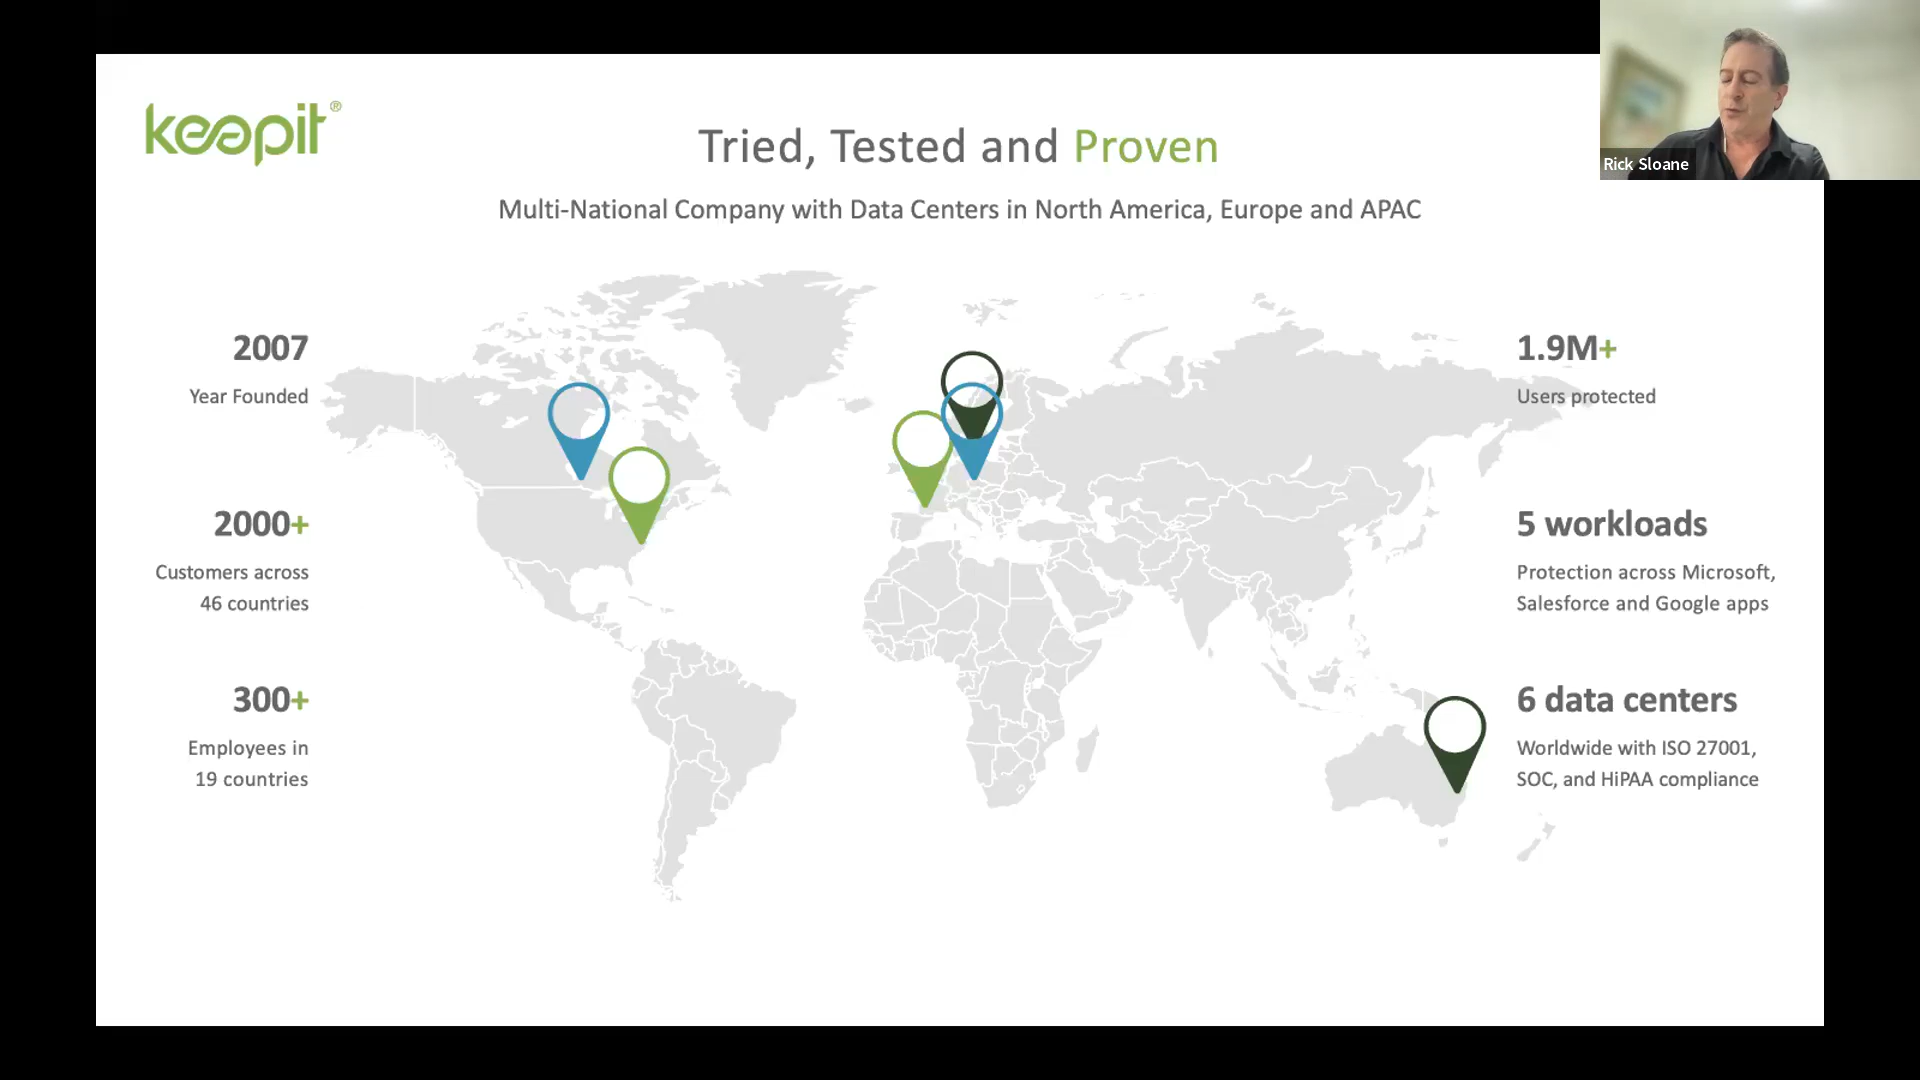 keepit®
Tried, Tested and Proven
Multi-National Company with Data Centers in North America, Europe and APAC
Rick Sloane
2007
Year Founded
2000+
Customers across
46 countries
300+
Employees in
19 countries
1.9M+
Users protected
5 workloads
Protection across Microsoft,
Salesforce and Google apps
6 data centers
Worldwide with ISO 27001,
SOC, and HiPAA compliance